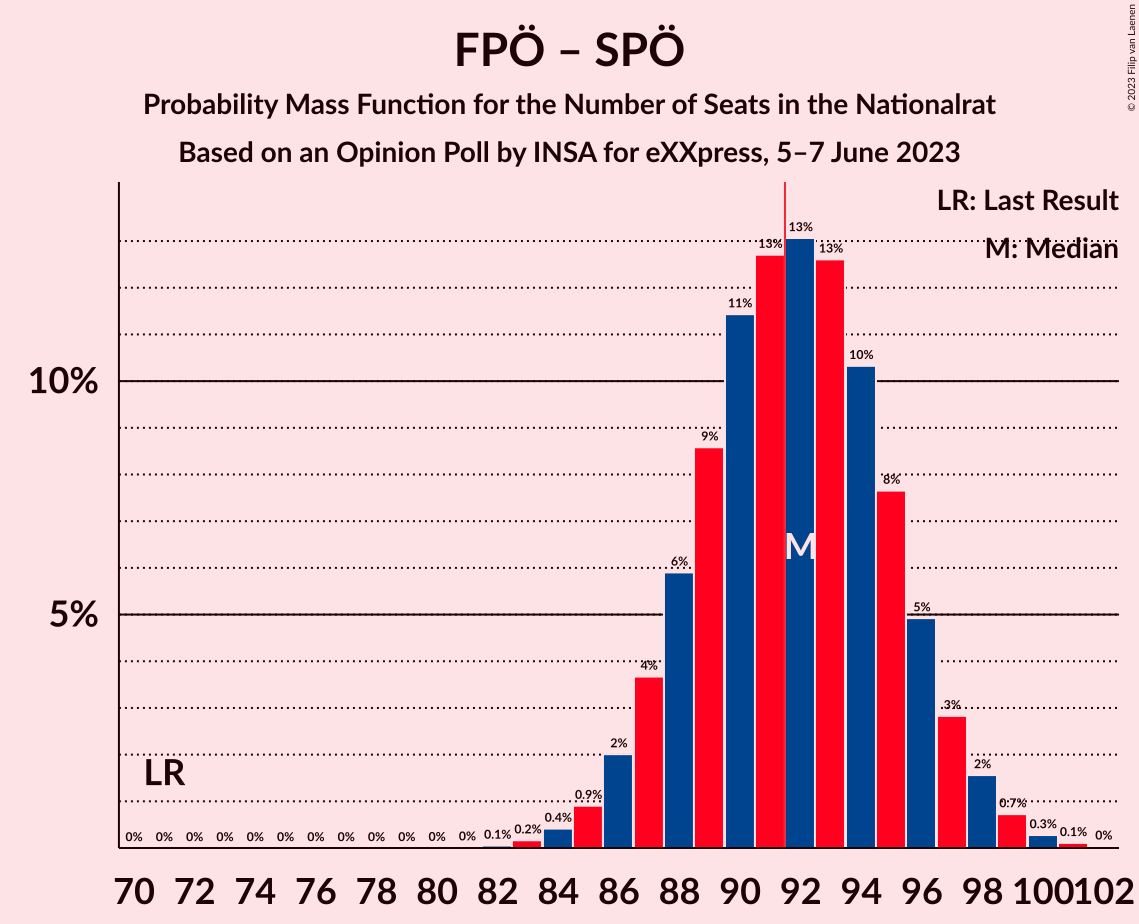 FPÖ – SPÖ
Probability Mass Function for the Number of Seats in the Nationalrat
Based on an Opinion Poll by INSA for eXXpress, 5–7 June 2023
© 2023 Filip van Laenen
LR: Last Result
M: Median
10%
5%
LR
M
0% 0% 0% 0% 0% 0% 0% 0% 0% 0% 0% 0% 0.1% 0.2% 0.4% 0.9% 2% 4% 6% 9% 11% 13% 13% 13% 10% 8% 5% 3% 2% 0.7% 0.3% 0.1% 0%
70 72 74 76 78 80 82 84 86 88 90 92 94 96 98 100 102